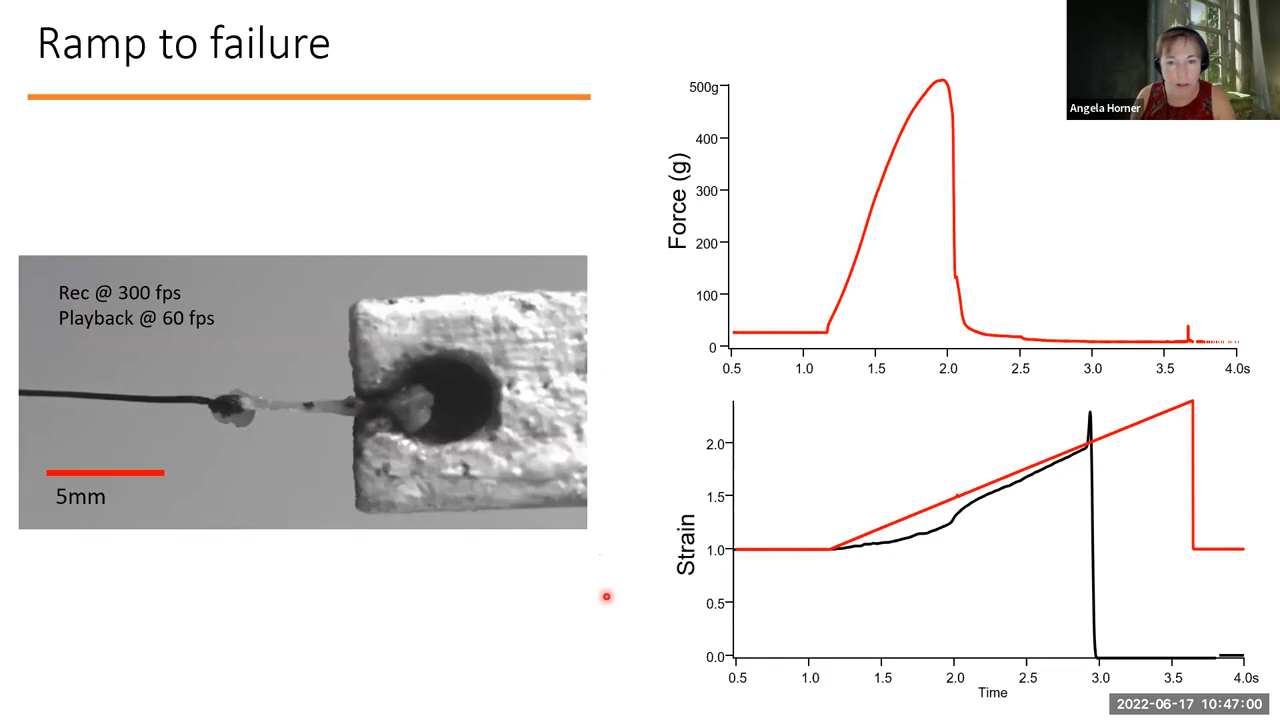 Ramp to failure
Rec @ 300 fps
Playback @ 60 fps
5mm
Angela Horner
Force (g)
500g
400
300
200
100
0
0.5 1.0 1.5 2.0 2.5 3.0 3.5 4.0s
Strain
2.0
1.5
1.0
0.5
0.0
0.5 1.0 1.5 2.0 2.5 3.0 3.5 4.0s
Time
2022-06-17 10:47:00